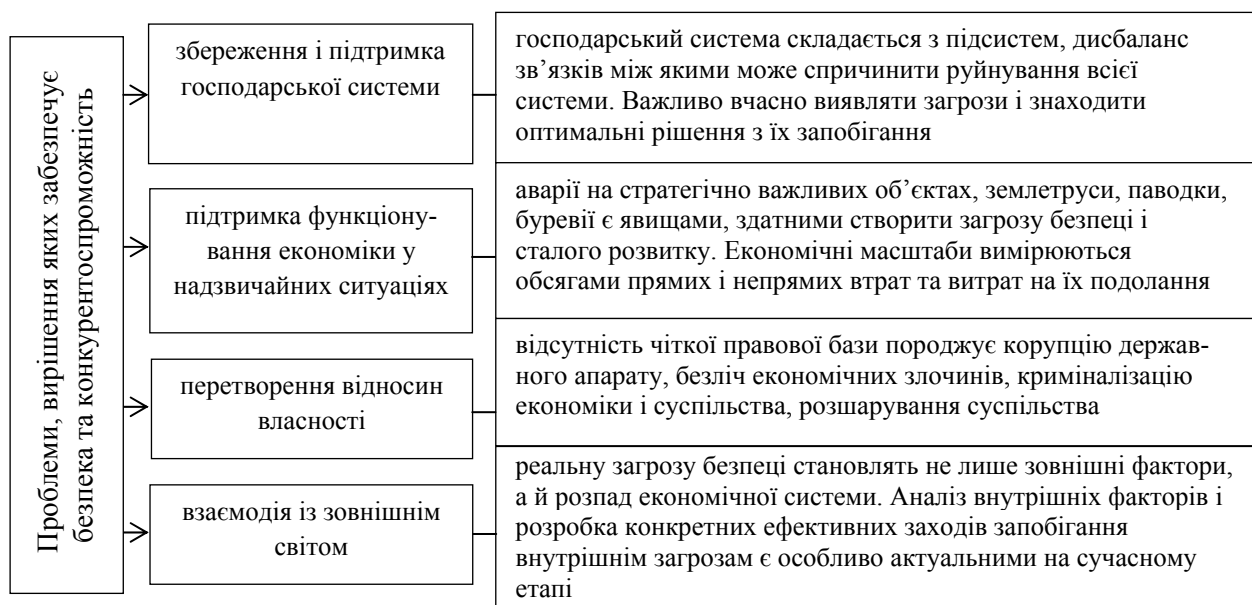 Проблеми, вирішення яких забезпечує
безпека та конкурентоспроможність
збереження і підтримка
господарської системи
господарський система складається з підсистем, дисбаланс
зв’язків між якими може спричинити руйнування всієї
системи. Важливо вчасно виявляти загрози і знаходити
оптимальні рішення з їх запобігання
підтримка функціону-
вання економіки у
надзвичайних ситуаціях
аварії на стратегічно важливих об’єктах, землетруси, паводки,
буревії є явищами, здатними створити загрозу безпеці і
сталого розвитку. Економічні масштаби вимірюються
обсягами прямих і непрямих втрат та витрат на їх подолання
перетворення відносин
власності
відсутність чіткої правової бази породжує корупцію держав-
ного апарату, безліч економічних злочинів, криміналізацію
економіки і суспільства, розшарування суспільства
взаємодія із зовнішнім
світом
реальну загрозу безпеці становлять не лише зовнішні фактори,
а й розпад економічної системи. Аналіз внутрішніх факторів і
розробка конкретних ефективних заходів запобігання
внутрішнім загрозам є особливо актуальними на сучасному
етапі